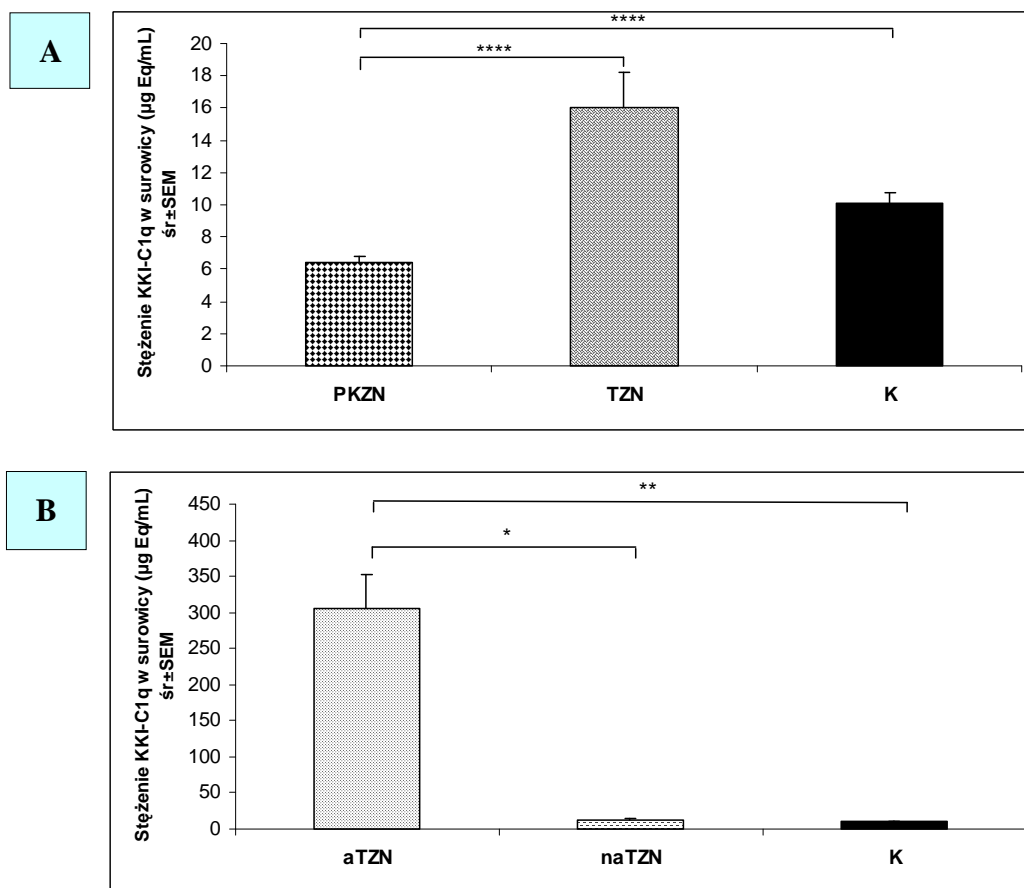 A
Stężenie KKI-C1q w surowicy (µg Eq/mL)
śr±SEM
20
18
16
14
12
10
8
6
4
2
0
****
****
PKZN
TZN
K
B
Stężenie KKI-C1q w surowicy (µg Eq/mL)
śr±SEM
450
400
350
300
250
200
150
100
50
0
**
*
aTZN
naTZN
K